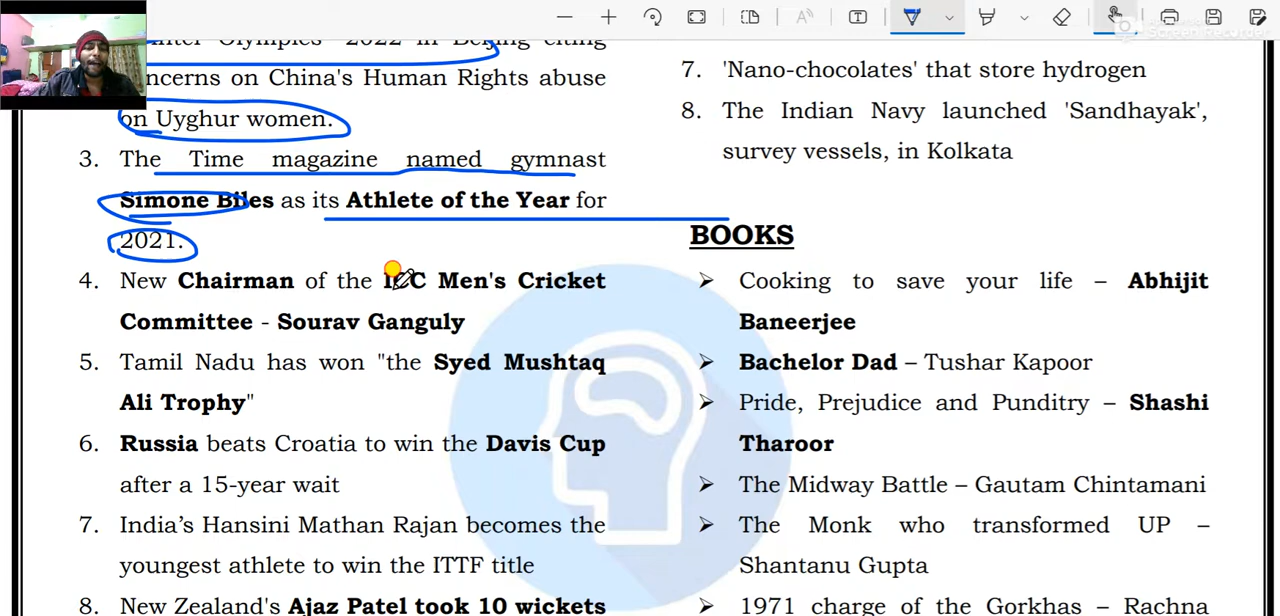 Winter Olympics 2022 in Beijing citing
concerns on China's Human Rights abuse
on Uyghur women.
3. The Time magazine named gymnast
Simone Biles as its Athlete of the Year for
2021.
4. New Chairman of the ICC Men's Cricket
Committee - Sourav Ganguly
5. Tamil Nadu has won "the Syed Mushtaq
Ali Trophy"
6. Russia beats Croatia to win the Davis Cup
after a 15-year wait
7. India's Hansini Mathan Rajan becomes the
youngest athlete to win the ITTF title
8. New Zealand's Ajaz Patel took 10 wickets
7. 'Nano-chocolates' that store hydrogen
8. The Indian Navy launched 'Sandhayak',
survey vessels, in Kolkata
BOOKS
➢ Cooking to save your life – Abhijit
Baneerjee
➢ Bachelor Dad – Tushar Kapoor
➢ Pride, Prejudice and Punditry – Shashi
Tharoor
➢ The Midway Battle – Gautam Chintamani
➢ The Monk who transformed UP –
Shantanu Gupta
➢ 1971 charge of the Gorkhas – Rachna